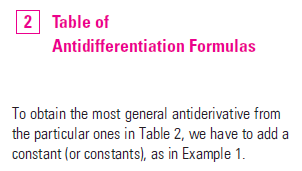 2 Table of
Antidifferentiation Formulas
To obtain the most general antiderivative from
the particular ones in Table 2, we have to add a
constant (or constants), as in Example 1.